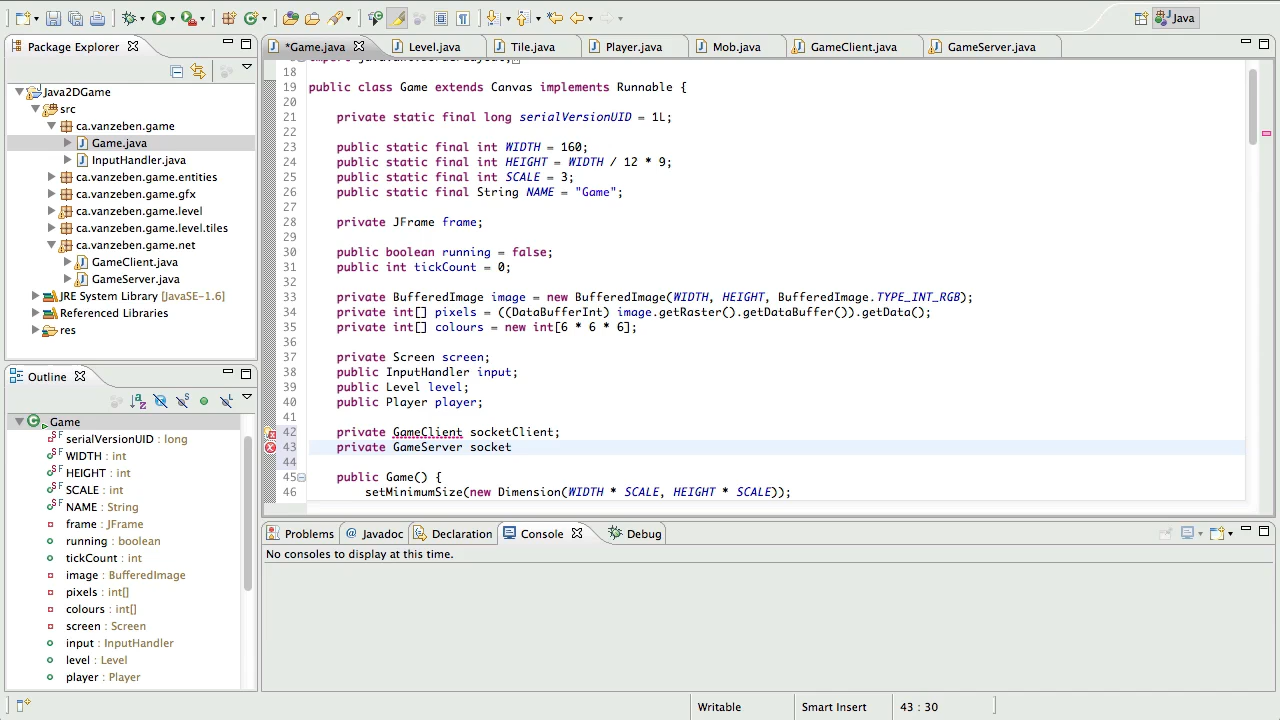 Java
Package Explorer
Java2DGame
src
ca.vanzeben.game
Game.java
InputHandler.java
ca.vanzeben.game.entities
ca.vanzeben.game.gfx
ca.vanzeben.game.level
ca.vanzeben.game.level.tiles
ca.vanzeben.game.net
GameClient.java
GameServer.java
JRE System Library [JavaSE-1.6]
Referenced Libraries
res
Outline
Game
serialVersionUID : long
WIDTH : int
HEIGHT : int
SCALE : int
NAME : String
frame : JFrame
running : boolean
tickCount : int
image : BufferedImage
pixels : int[]
colours : int[]
screen : Screen
input : InputHandler
level : Level
player : Player
*Game.java
Level.java
Tile.java
Player.java
Mob.java
GameClient.java
GameServer.java
18
19 public class Game extends Canvas implements Runnable {
20
21 private static final long serialVersionUID = 1L;
22
23 public static final int WIDTH = 160;
24 public static final int HEIGHT = WIDTH / 12 * 9;
25 public static final int SCALE = 3;
26 public static final String NAME = "Game";
27
28 private JFrame frame;
29
30 public boolean running = false;
31 public int tickCount = 0;
32
33 private BufferedImage image = new BufferedImage(WIDTH, HEIGHT, BufferedImage.TYPE_INT_RGB);
34 private int[] pixels = ((DataBufferInt) image.getRaster().getDataBuffer()).getData();
35 private int[] colours = new int[6 * 6 * 6];
36
37 private Screen screen;
38 public InputHandler input;
39 public Level level;
40 public Player player;
41
42 private GameClient socketClient;
43 private GameServer socket
44
45 public Game() {
46 setMinimumSize(new Dimension(WIDTH * SCALE, HEIGHT * SCALE));
Problems
Javadoc
Declaration
Console
Debug
No consoles to display at this time.
Writable
Smart Insert
43 : 30